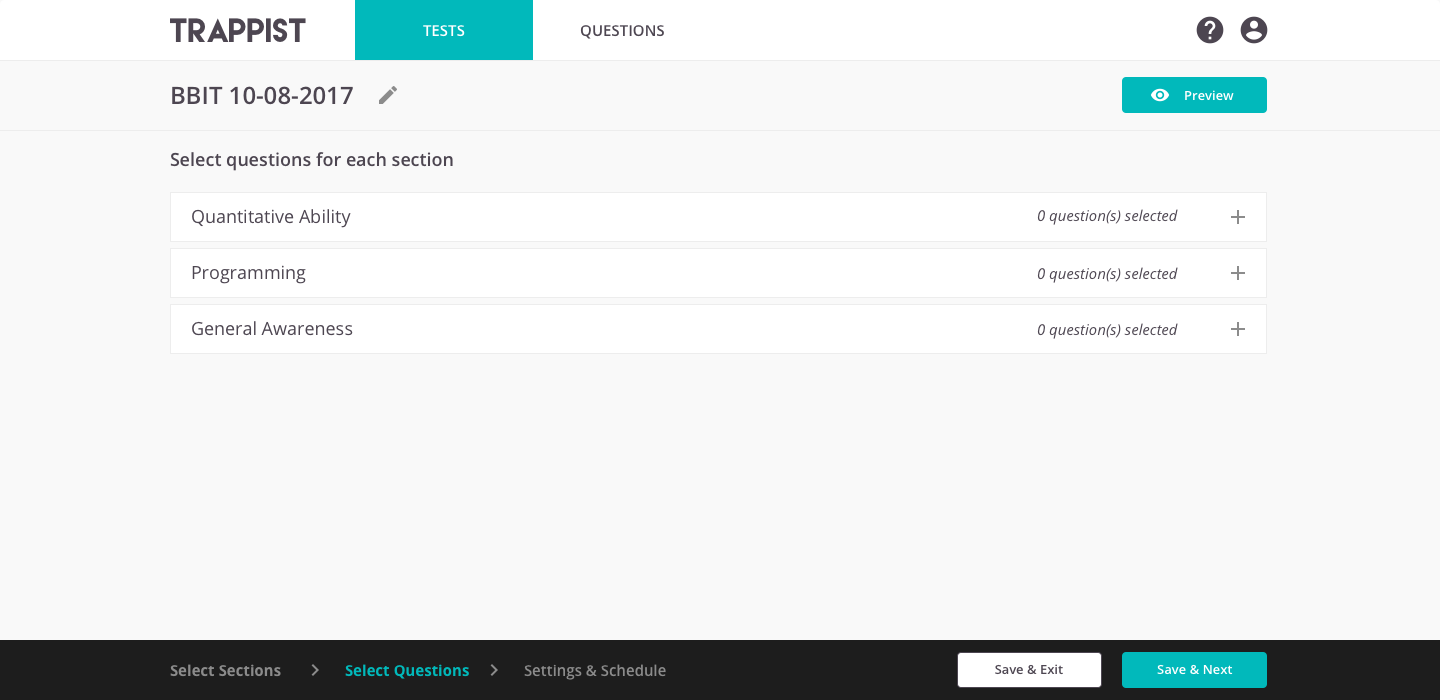 TRAPPIST TESTS QUESTIONS
BBIT 10-08-2017 Preview
Select questions for each section
Quantitative Ability 0 question(s) selected
Programming 0 question(s) selected
General Awareness 0 question(s) selected
Select Sections Select Questions Settings & Schedule Save & Exit Save & Next